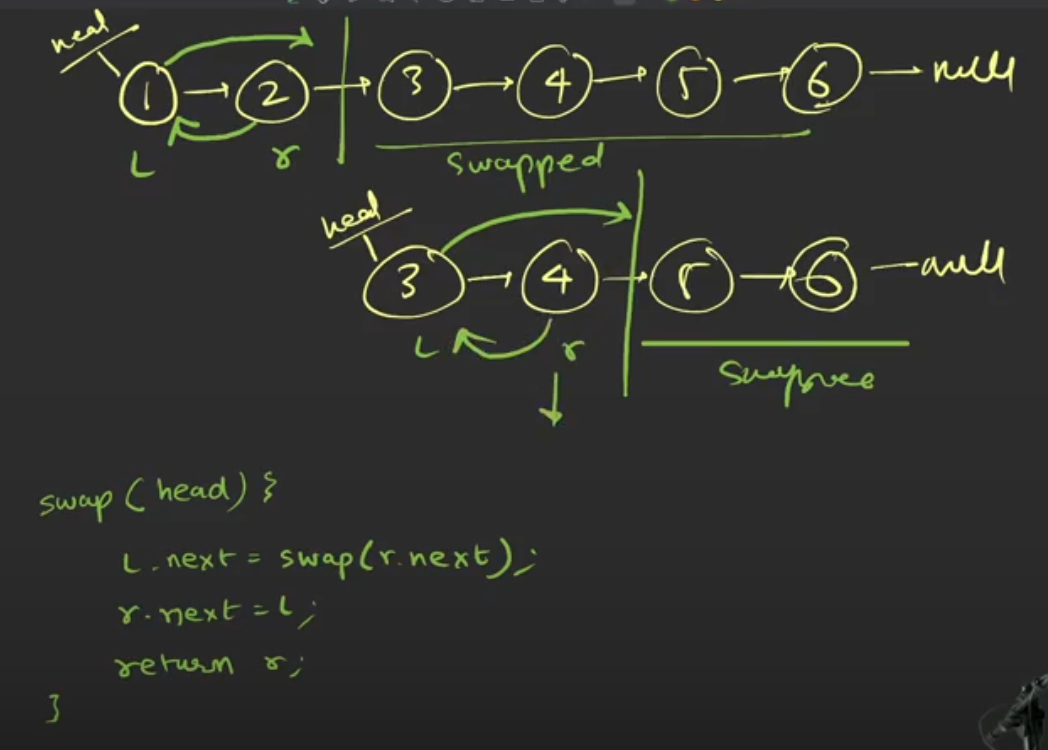 head
1 → 2 → 3 → 4 → 5 → 6 → null
L r swapped
head
3 → 4 → 5 → 6 — null
L r
swapped
swap(head) {
L.next = swap(r.next);
r.next = L;
return r;
}